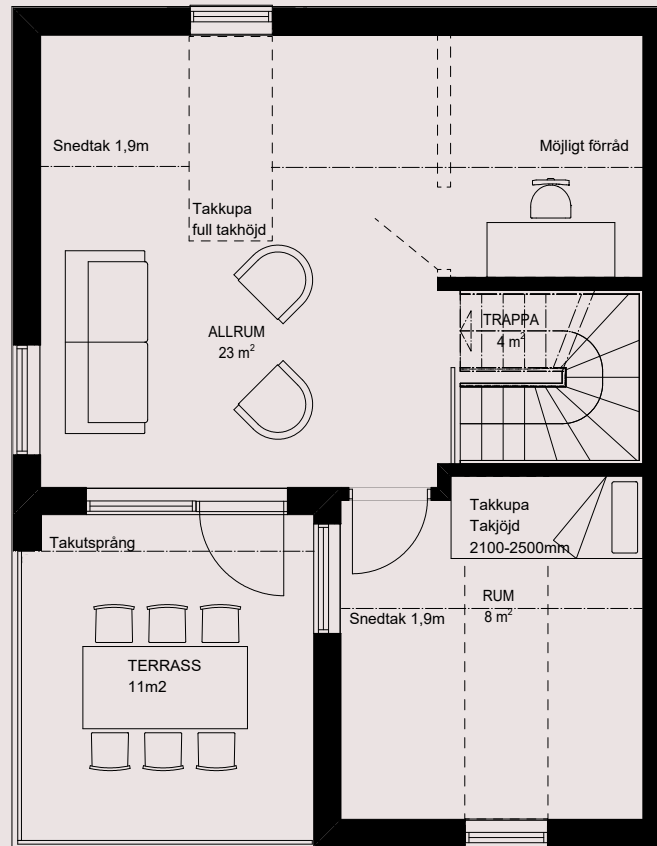 Snedtak 1,9m
Möjligt förråd
Takkupa
full takhöjd
ALLRUM
23 m²
TRAPPA
4 m²
Takkupa
Takjöjd
2100-2500mm
Takutsprång
RUM
8 m²
Snedtak 1,9m
TERRASS
11m2